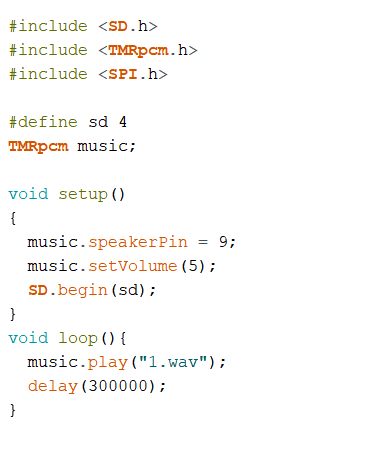 #include <SD.h>
#include <TMRpcm.h>
#include <SPI.h>
#define sd 4
TMRpcm music;
void setup()
{
  music.speakerPin = 9;
  music.setVolume(5);
  SD.begin(sd);
}
void loop(){
  music.play("1.wav");
  delay(300000);
}